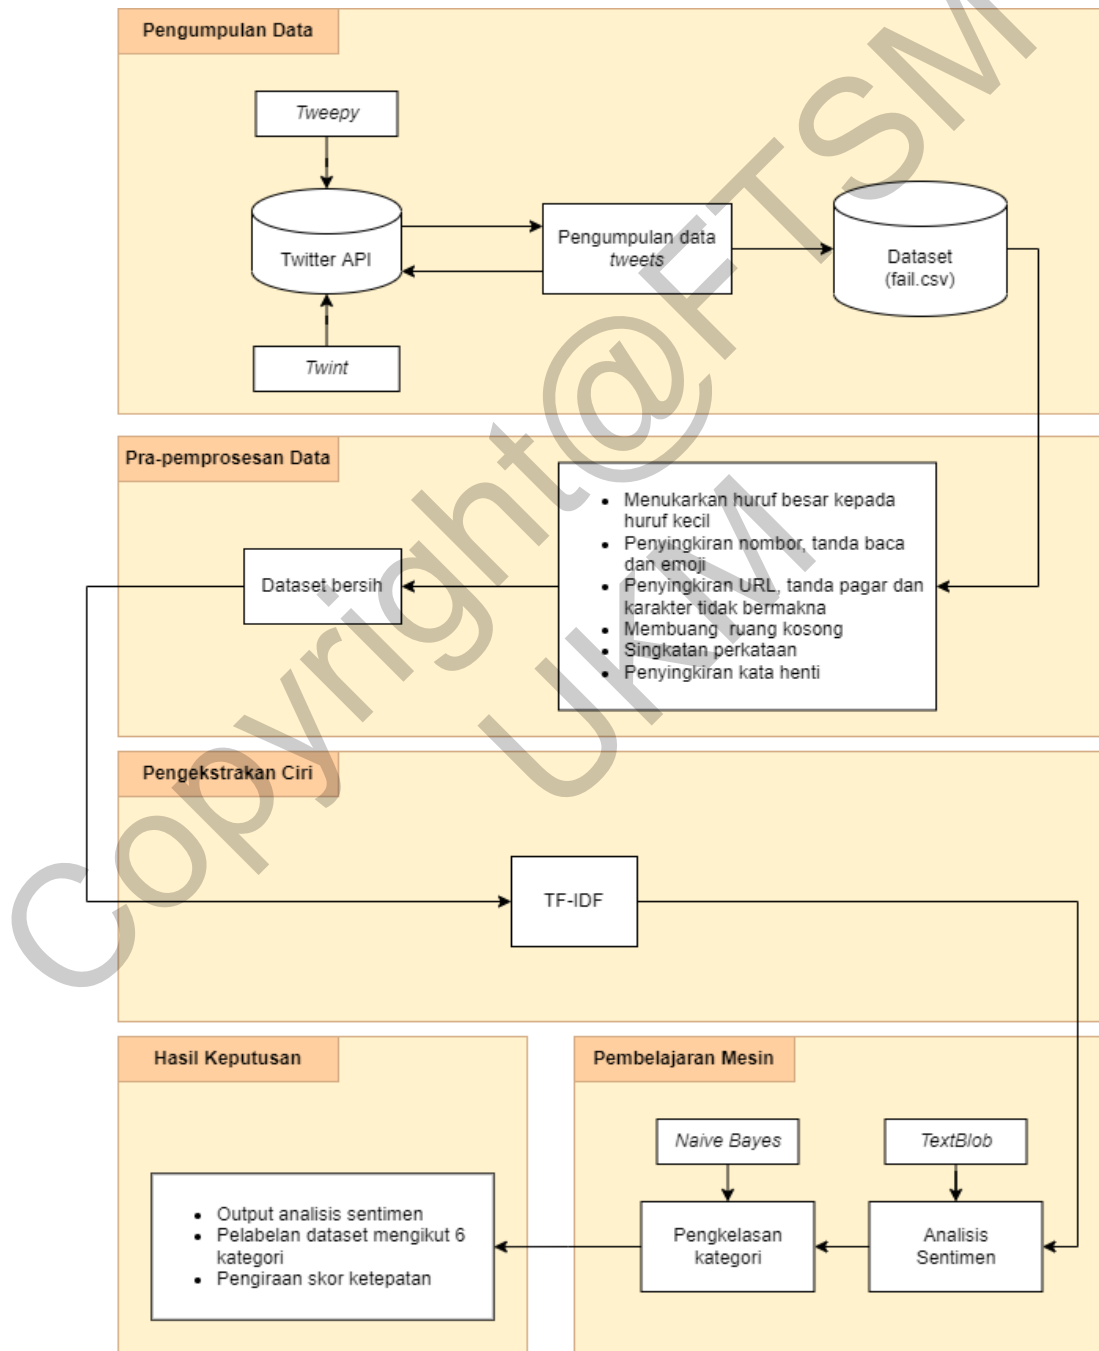 Pengumpulan Data
Tweepy
Twitter API
Pengumpulan data
tweets
Dataset
(fail.csv)
Twint
Pra-pemprosesan Data
• Menukarkan huruf besar kepada
huruf kecil
• Penyingkiran nombor, tanda baca
dan emoji
• Penyingkiran URL, tanda pagar dan
karakter tidak bermakna
• Membuang ruang kosong
• Singkatan perkataan
• Penyingkiran kata henti
Dataset bersih
Pengekstrakan Ciri
TF-IDF
Hasil Keputusan
• Output analisis sentimen
• Pelabelan dataset mengikut 6
kategori
• Pengiraan skor ketepatan
Pembelajaran Mesin
Naive Bayes
TextBlob
Pengkelasan
kategori
Analisis
Sentimen
Copyright@FTSM
UKM